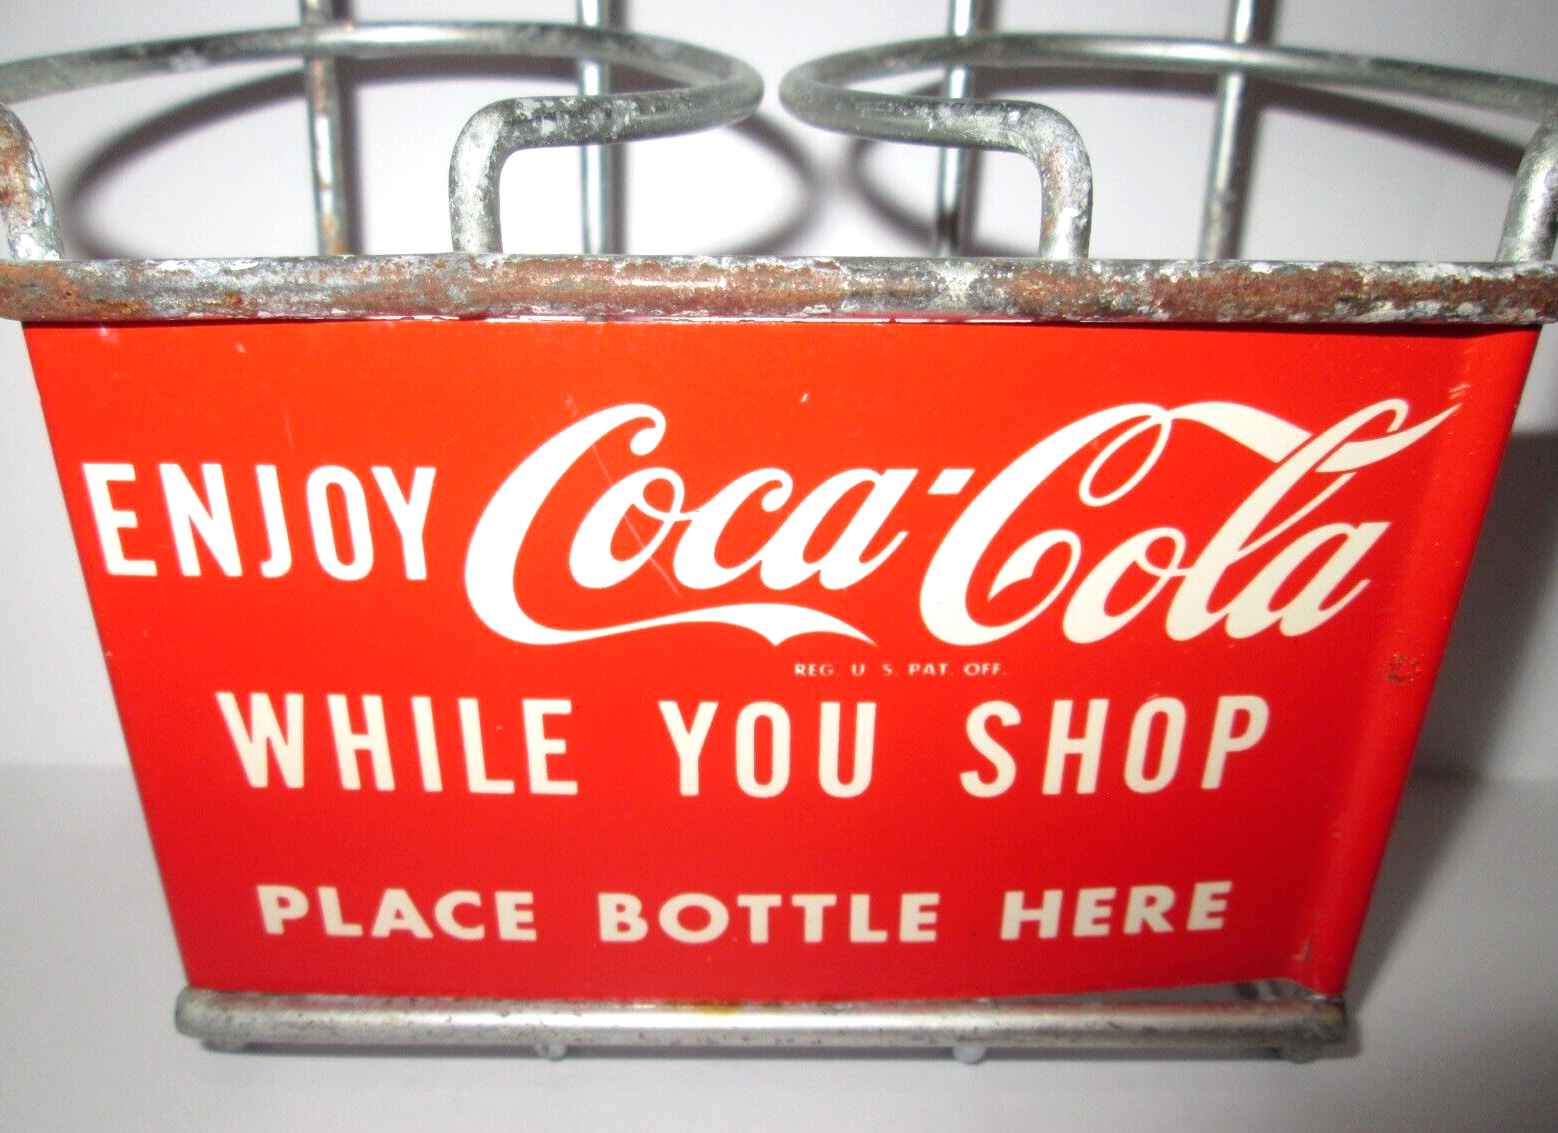 ENJOY Coca-Cola
REG. U. S. PAT. OFF.
WHILE YOU SHOP
PLACE BOTTLE HERE